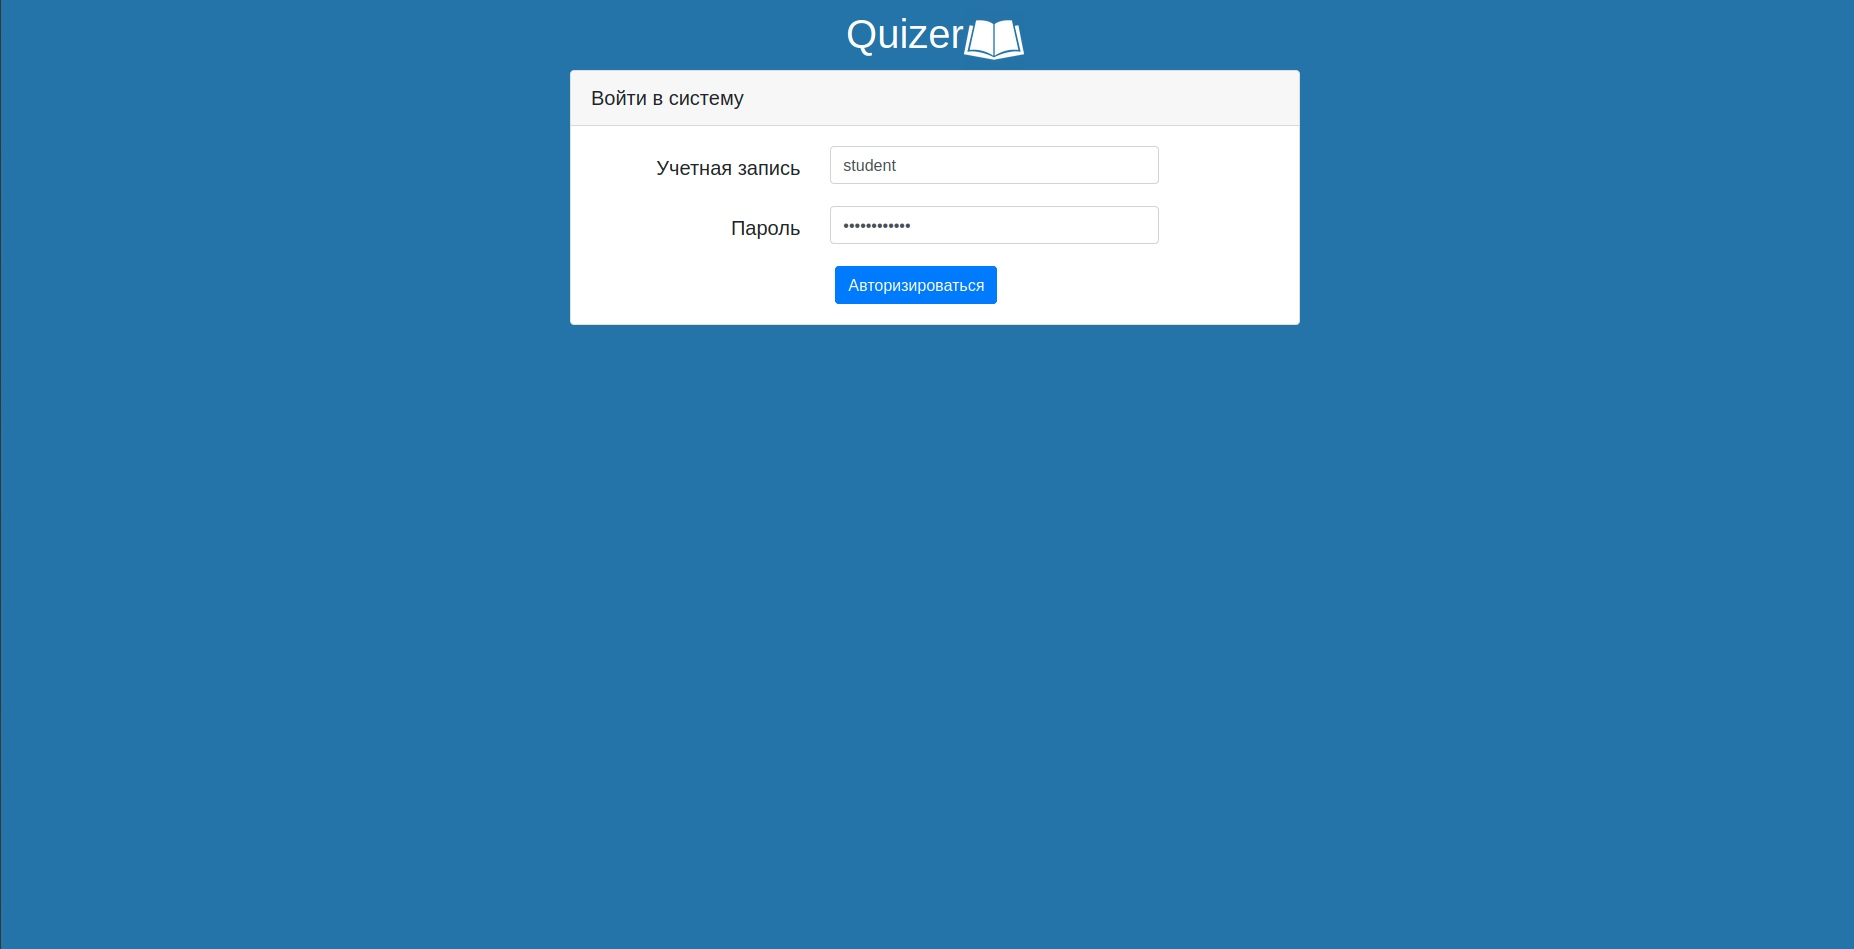 Quizer
Войти в систему
Учетная запись student
Пароль ••••••••••••
Авторизироваться